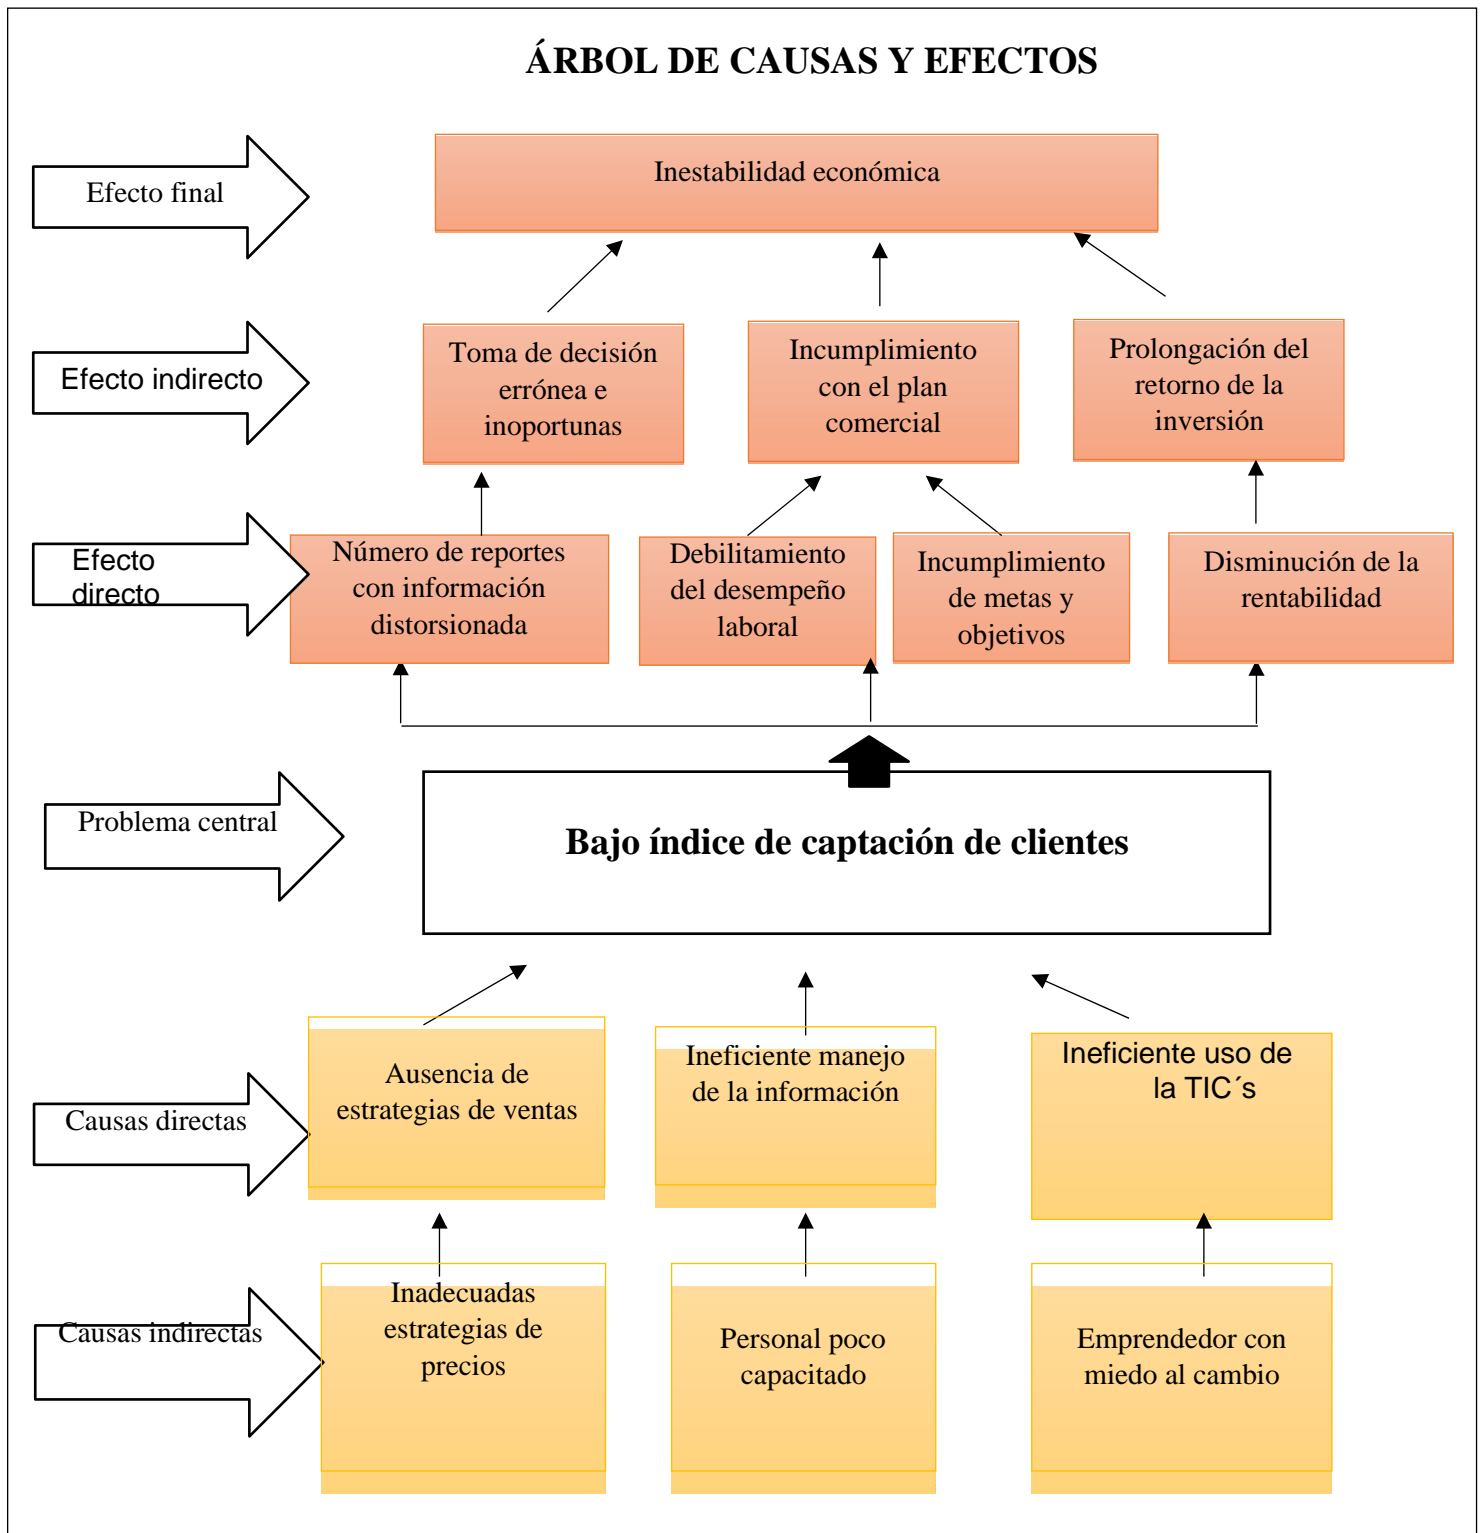 ÁRBOL DE CAUSAS Y EFECTOS
Efecto final
Inestabilidad económica
Efecto indirecto
Toma de decisión
errónea e
inoportunas
Incumplimiento
con el plan
comercial
Prolongación del
retorno de la
inversión
Efecto
directo
Número de reportes
con información
distorsionada
Debilitamiento
del desempeño
laboral
Incumplimiento
de metas y
objetivos
Disminución de la
rentabilidad
Problema central
Bajo índice de captación de clientes
Causas directas
Ausencia de
estrategias de ventas
Ineficiente manejo
de la información
Ineficiente uso de
la TIC´s
Causas indirectas
Inadecuadas
estrategias de
precios
Personal poco
capacitado
Emprendedor con
miedo al cambio